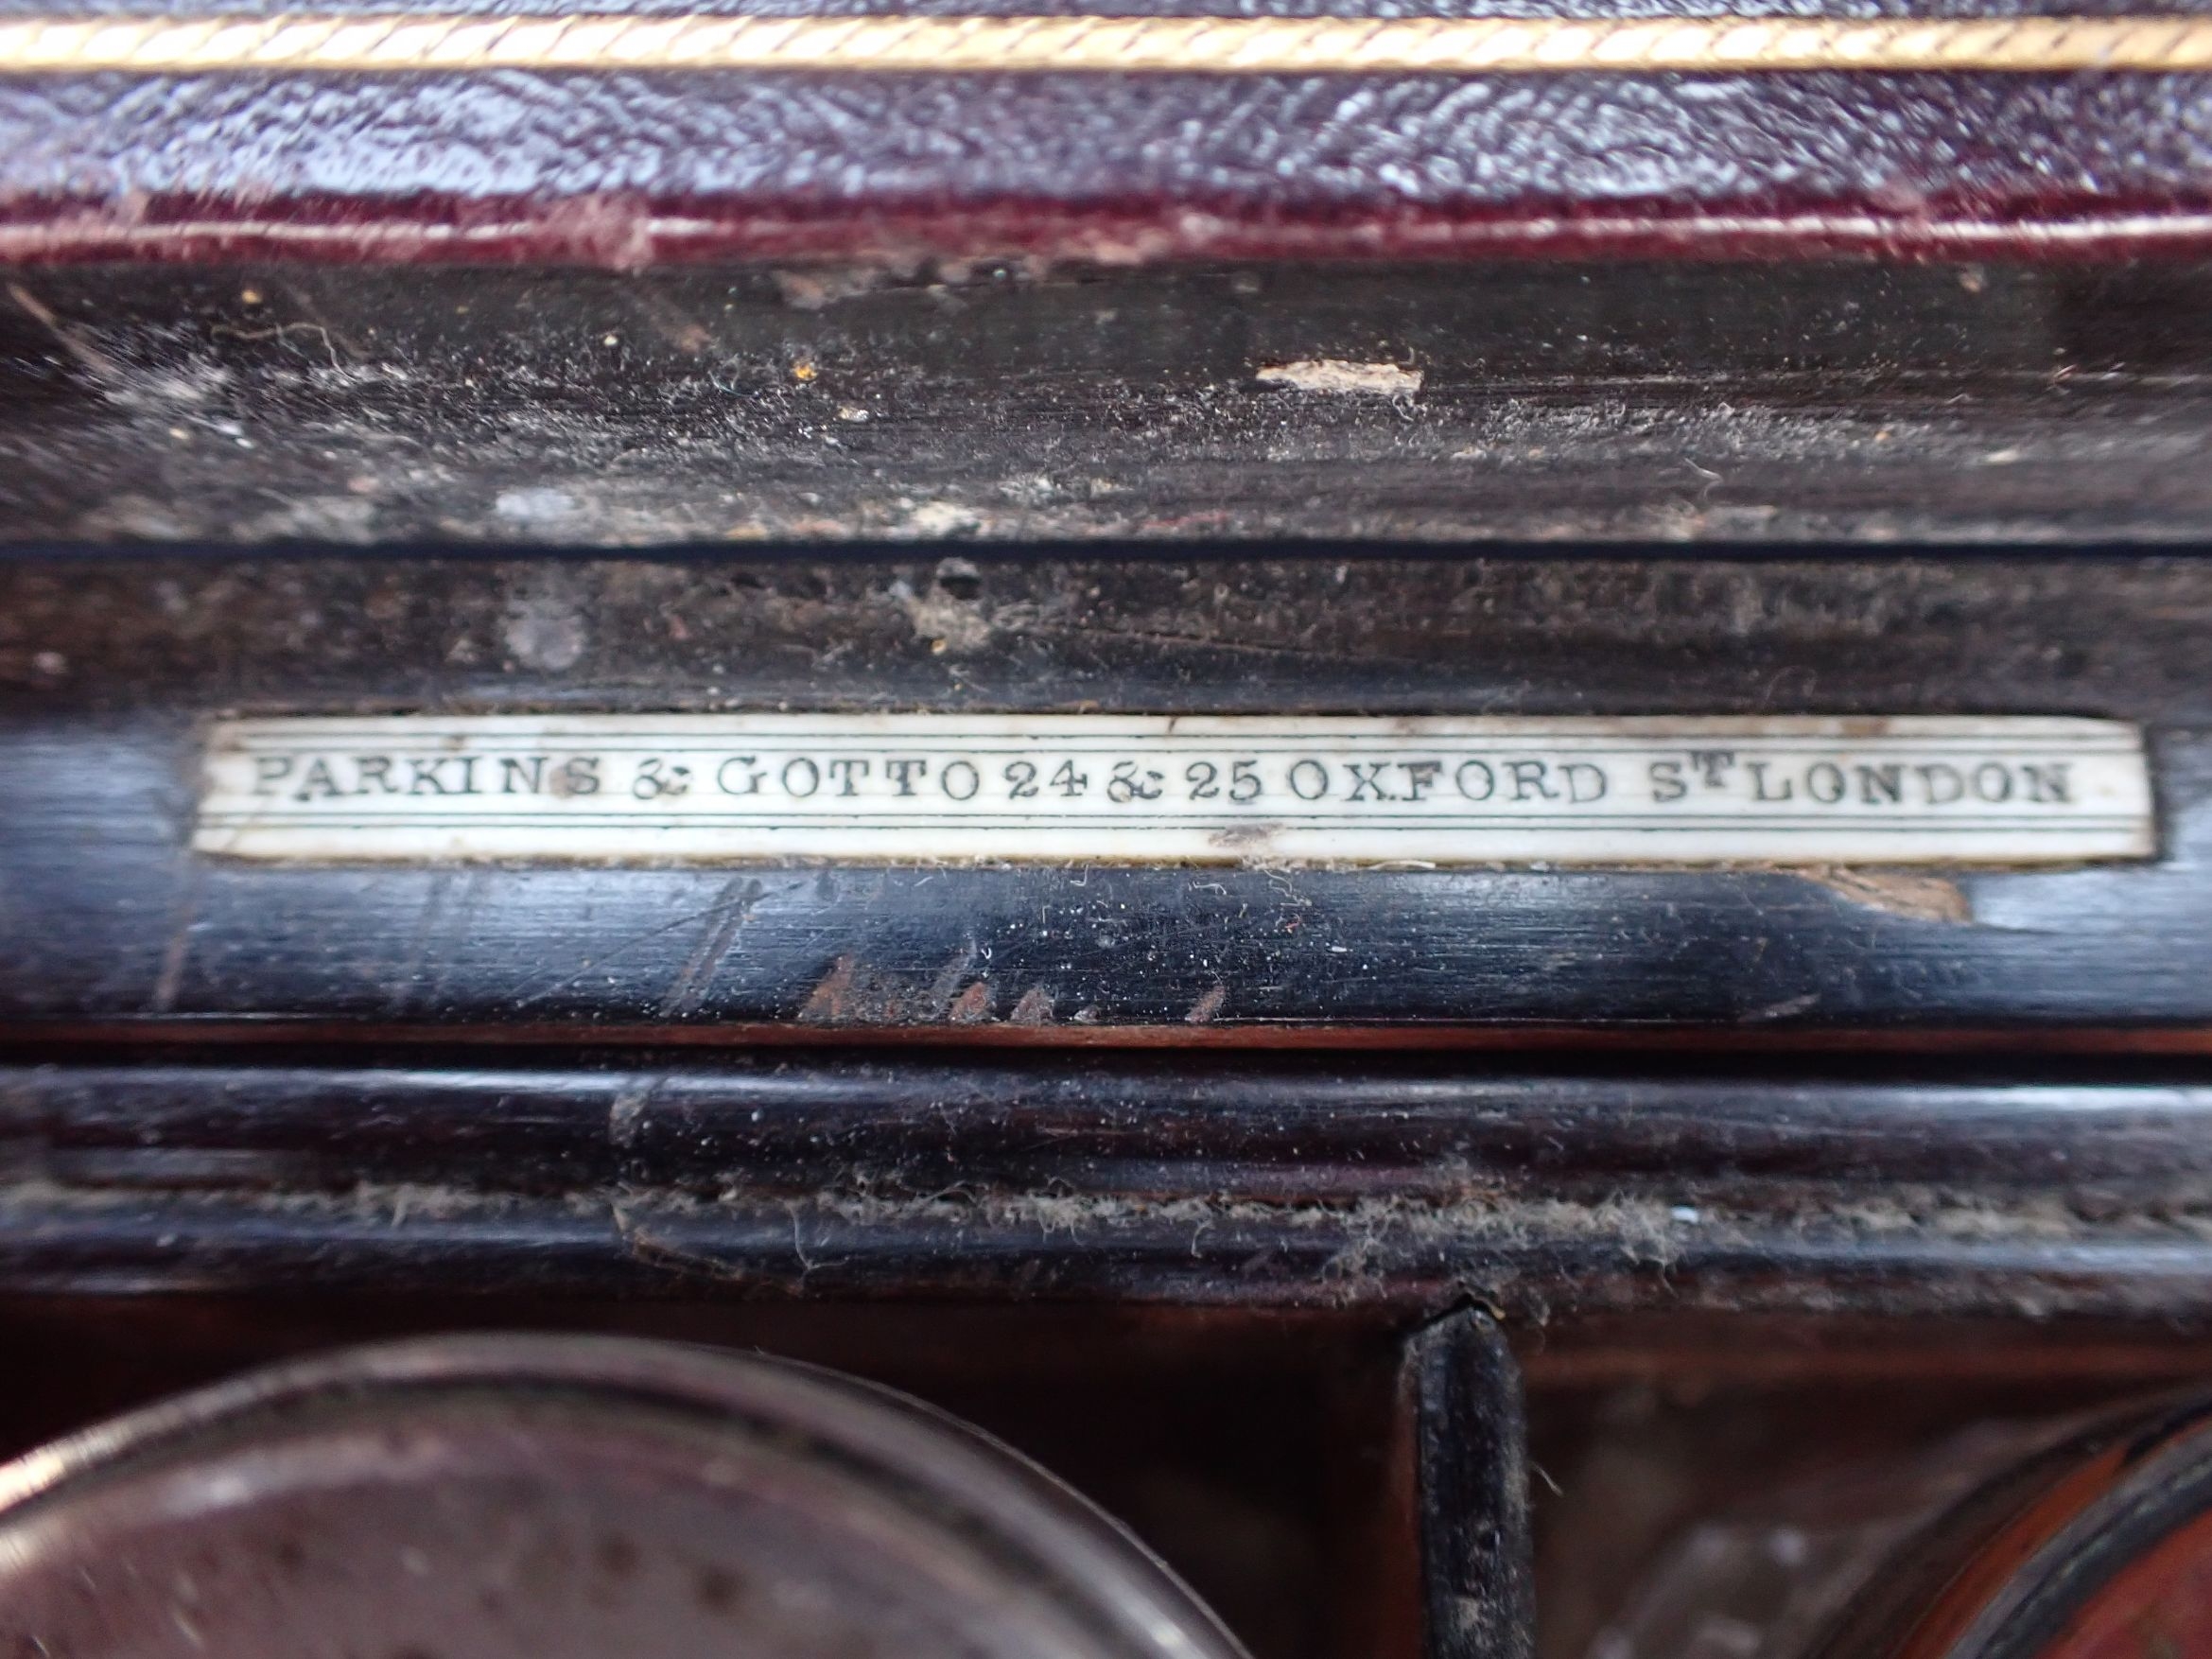 PARKINS & GOTTO 24 & 25 OXFORD ST LONDON